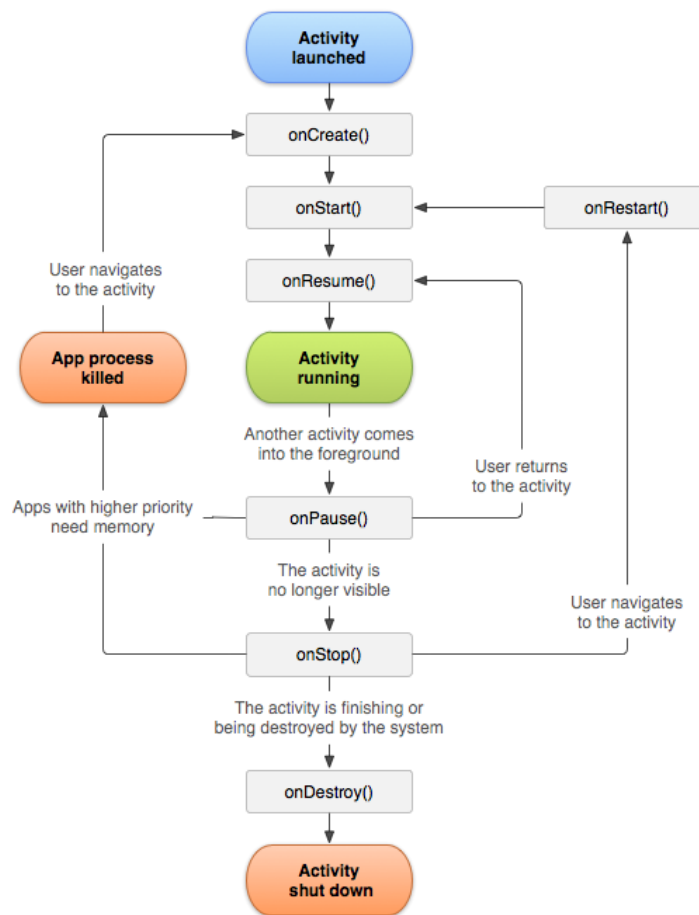 Activity
launched
onCreate()
onStart()
onRestart()
User navigates
to the activity
onResume()
App process
killed
Activity
running
Another activity comes
into the foreground
User returns
to the activity
Apps with higher priority
need memory
onPause()
The activity is
no longer visible
User navigates
to the activity
onStop()
The activity is finishing or
being destroyed by the system
onDestroy()
Activity
shut down